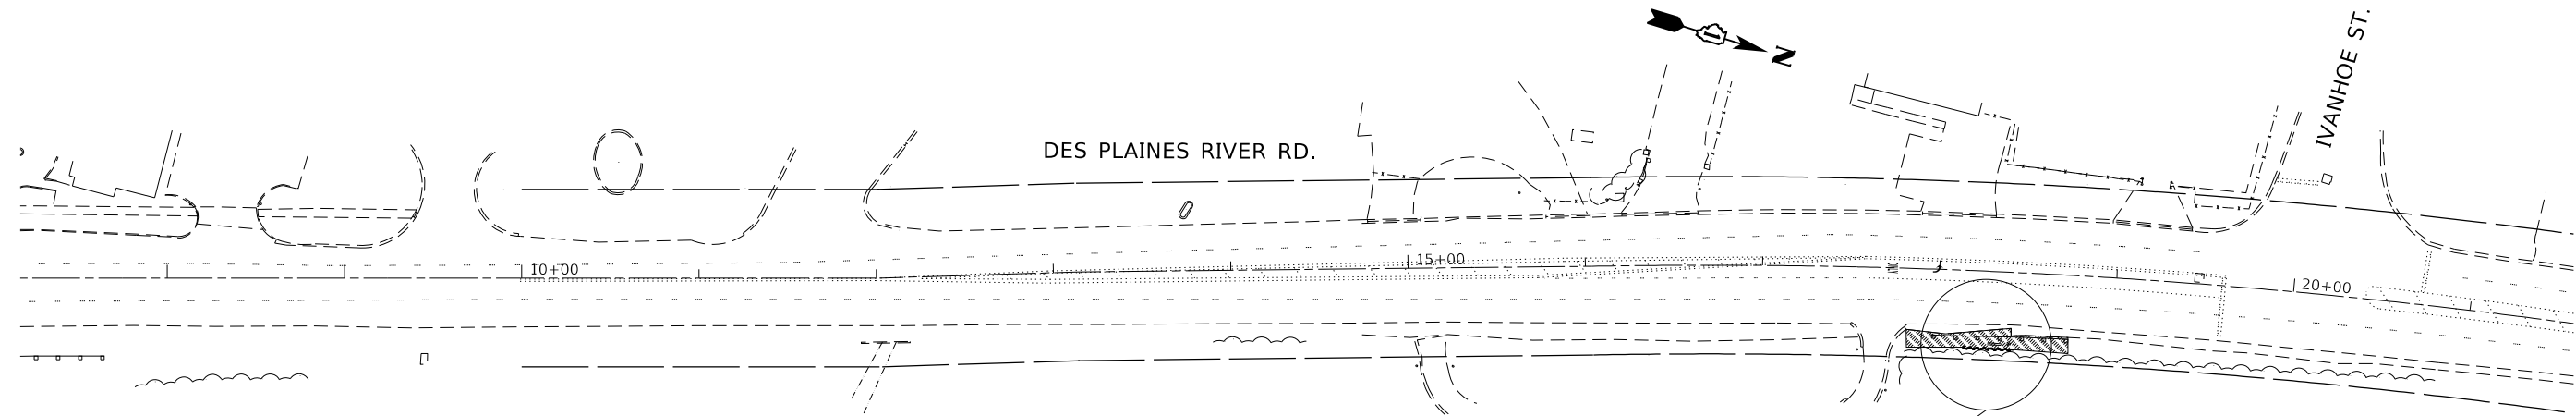 N
IVANHOE ST.
DES PLAINES RIVER RD.
10+00
15+00
20+00